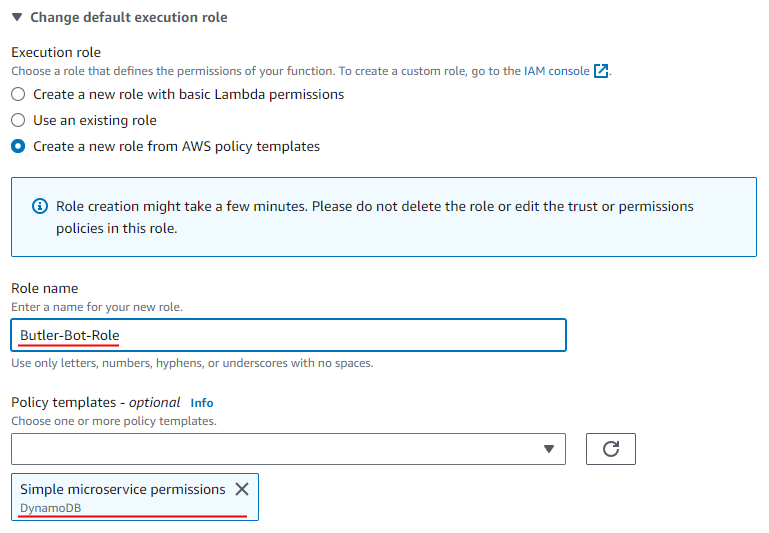 Change default execution role
Execution role
Choose a role that defines the permissions of your function. To create a custom role, go to the IAM console.
Create a new role with basic Lambda permissions
Use an existing role
Create a new role from AWS policy templates
Role creation might take a few minutes. Please do not delete the role or edit the trust or permissions
policies in this role.
Role name
Enter a name for your new role.
Butler-Bot-Role
Use only letters, numbers, hyphens, or underscores with no spaces.
Policy templates - optional Info
Choose one or more policy templates.
Simple microservice permissions
DynamoDB